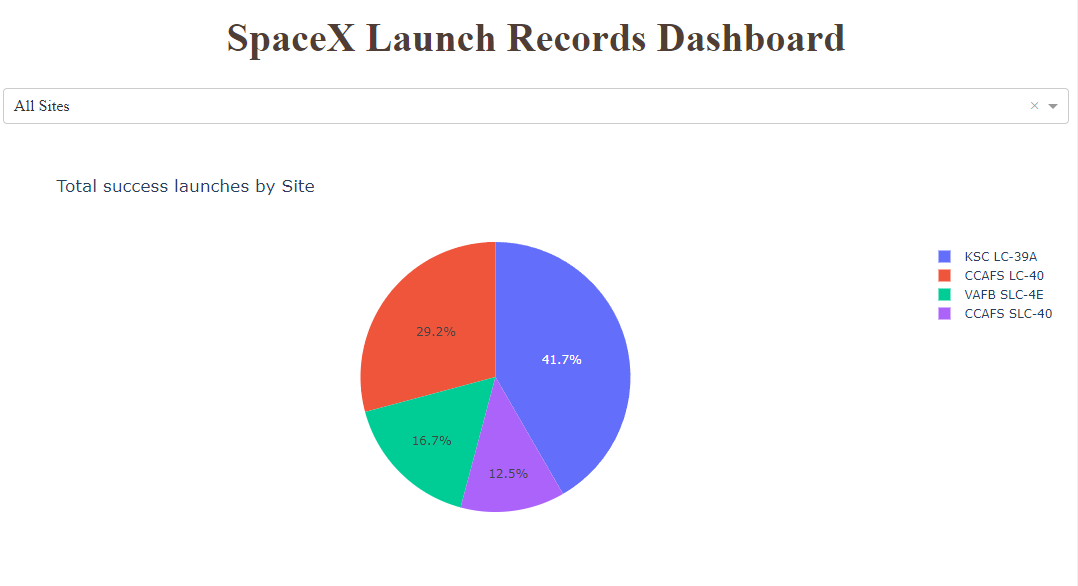 SpaceX Launch Records Dashboard
All Sites
Total success launches by Site
KSC LC-39A
CCAFS LC-40
VAFB SLC-4E
CCAFS SLC-40
29.2%
41.7%
16.7%
12.5%